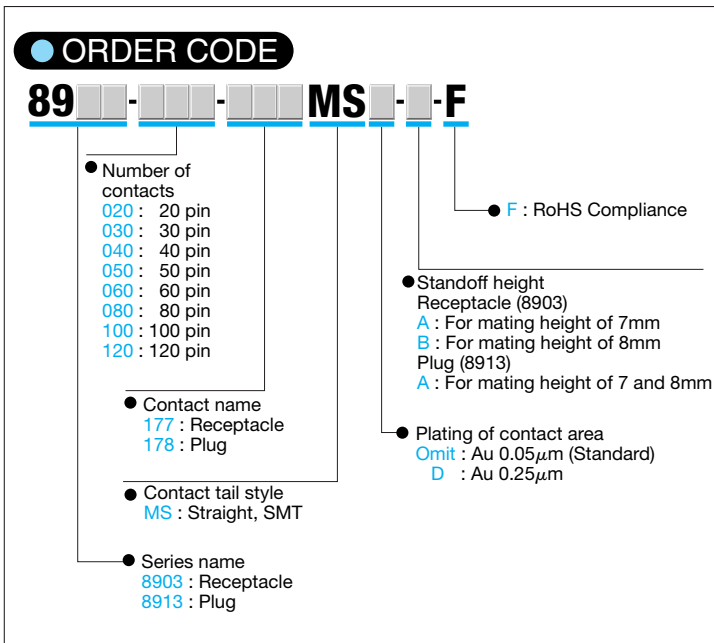 ORDER CODE
89 - - MS - - F
Number of
contacts
020 : 20 pin
030 : 30 pin
040 : 40 pin
050 : 50 pin
060 : 60 pin
080 : 80 pin
100 : 100 pin
120 : 120 pin
F : RoHS Compliance
Standoff height
Receptacle (8903)
A : For mating height of 7mm
B : For mating height of 8mm
Plug (8913)
A : For mating height of 7 and 8mm
Contact name
177 : Receptacle
178 : Plug
Plating of contact area
Omit : Au 0.05μm (Standard)
D : Au 0.25μm
Contact tail style
MS : Straight, SMT
Series name
8903 : Receptacle
8913 : Plug